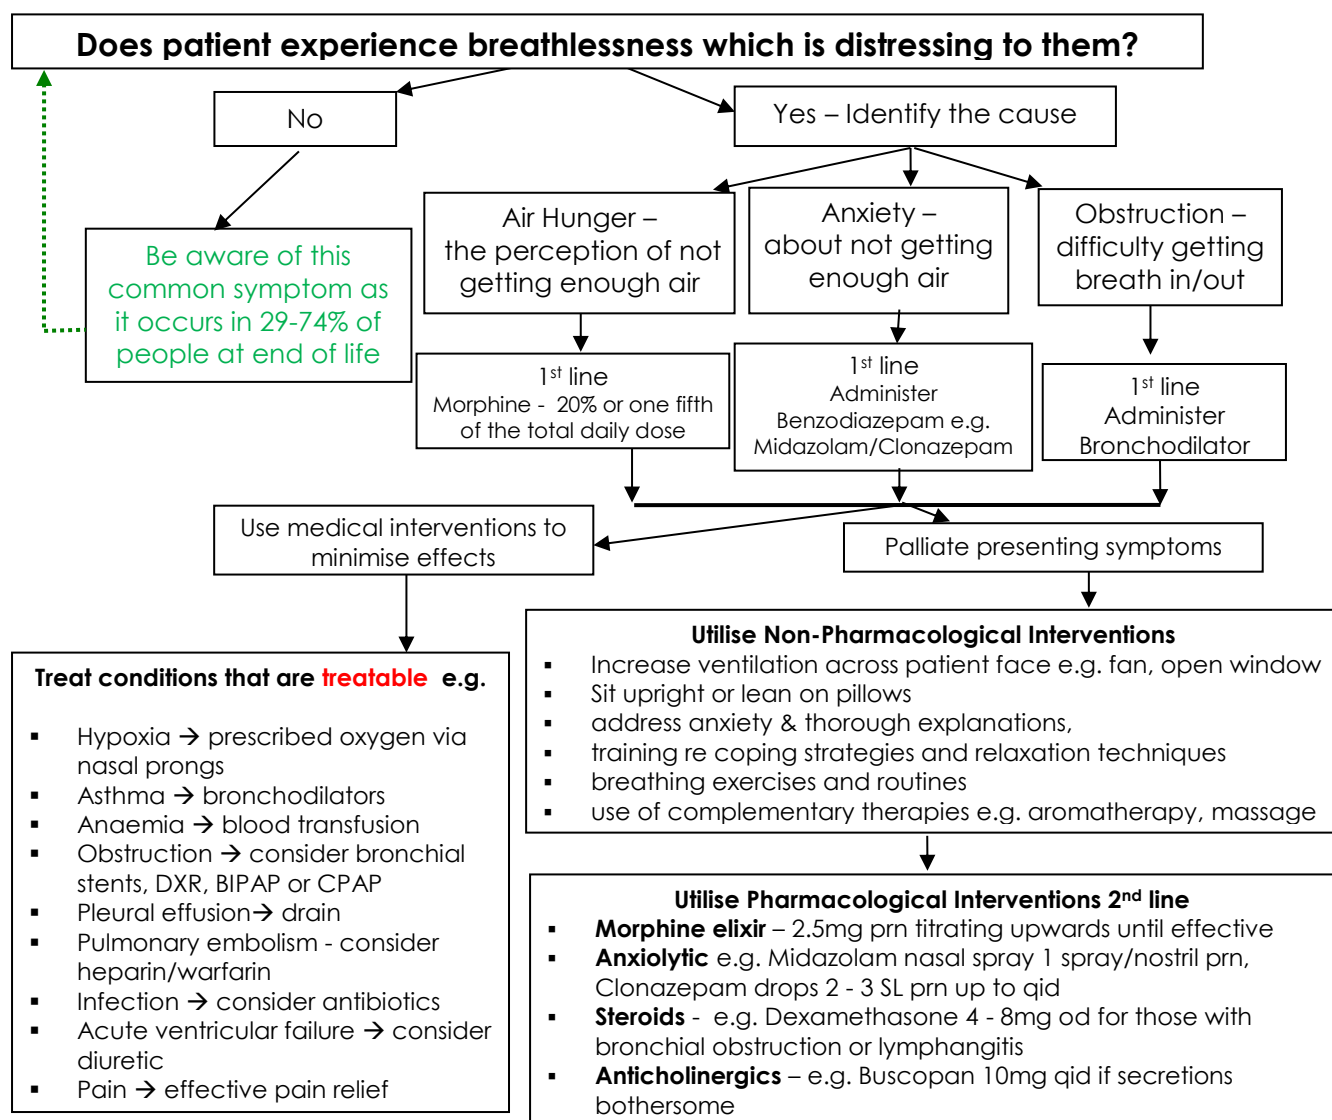 Does patient experience breathlessness which is distressing to them?
No
Yes – Identify the cause
Be aware of this
common symptom as
it occurs in 29-74% of
people at end of life
Air Hunger –
the perception of not
getting enough air
Anxiety –
about not getting
enough air
Obstruction –
difficulty getting
breath in/out
1st line
Morphine - 20% or one fifth
of the total daily dose
1st line
Administer
Benzodiazepam e.g.
Midazolam/Clonazepam
1st line
Administer
Bronchodilator
Use medical interventions to
minimise effects
Palliate presenting symptoms
Treat conditions that are treatable e.g.
▪ Hypoxia → prescribed oxygen via
nasal prongs
▪ Asthma → bronchodilators
▪ Anaemia → blood transfusion
▪ Obstruction → consider bronchial
stents, DXR, BIPAP or CPAP
▪ Pleural effusion→ drain
▪ Pulmonary embolism - consider
heparin/warfarin
▪ Infection → consider antibiotics
▪ Acute ventricular failure → consider
diuretic
▪ Pain → effective pain relief
Utilise Non-Pharmacological Interventions
▪ Increase ventilation across patient face e.g. fan, open window
▪ Sit upright or lean on pillows
▪ address anxiety & thorough explanations,
▪ training re coping strategies and relaxation techniques
▪ breathing exercises and routines
▪ use of complementary therapies e.g. aromatherapy, massage
Utilise Pharmacological Interventions 2nd line
▪ Morphine elixir – 2.5mg prn titrating upwards until effective
▪ Anxiolytic e.g. Midazolam nasal spray 1 spray/nostril prn,
Clonazepam drops 2 - 3 SL prn up to qid
▪ Steroids - e.g. Dexamethasone 4 - 8mg od for those with
bronchial obstruction or lymphangitis
▪ Anticholinergics – e.g. Buscopan 10mg qid if secretions
bothersome